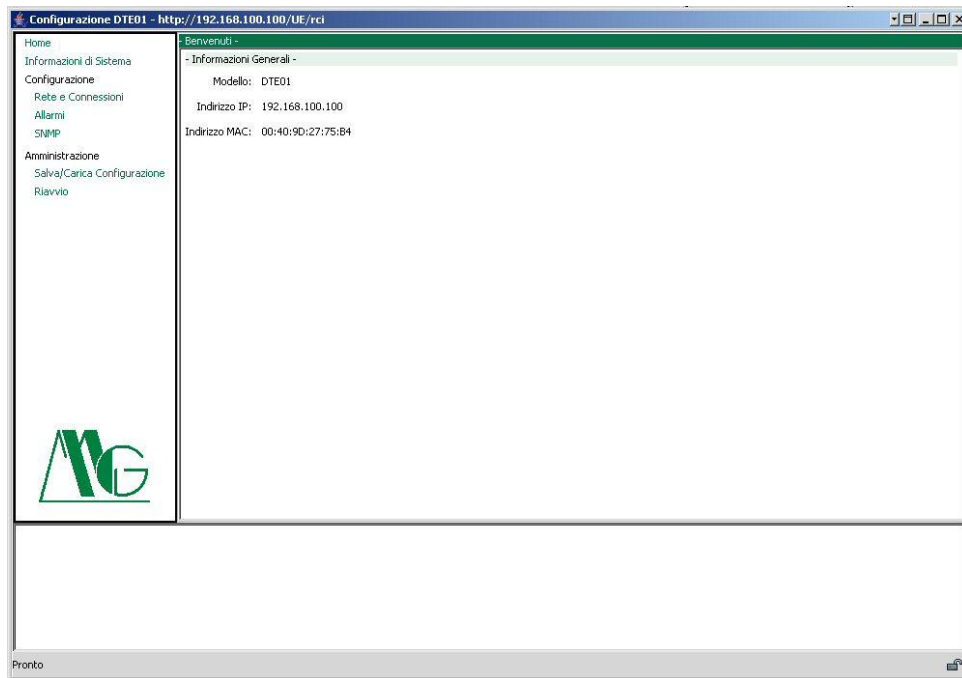 Configurazione DTE01 - http://192.168.100.100/UE/rci
Home
Informazioni di Sistema
Configurazione
Rete e Connessioni
Allarmi
SNMP
Amministrazione
Salva/Carica Configurazione
Riavvio
- Benvenuti -
- Informazioni Generali -
Modello: DTE01
Indirizzo IP: 192.168.100.100
Indirizzo MAC: 00:40:9D:27:75:B4
MG
Pronto